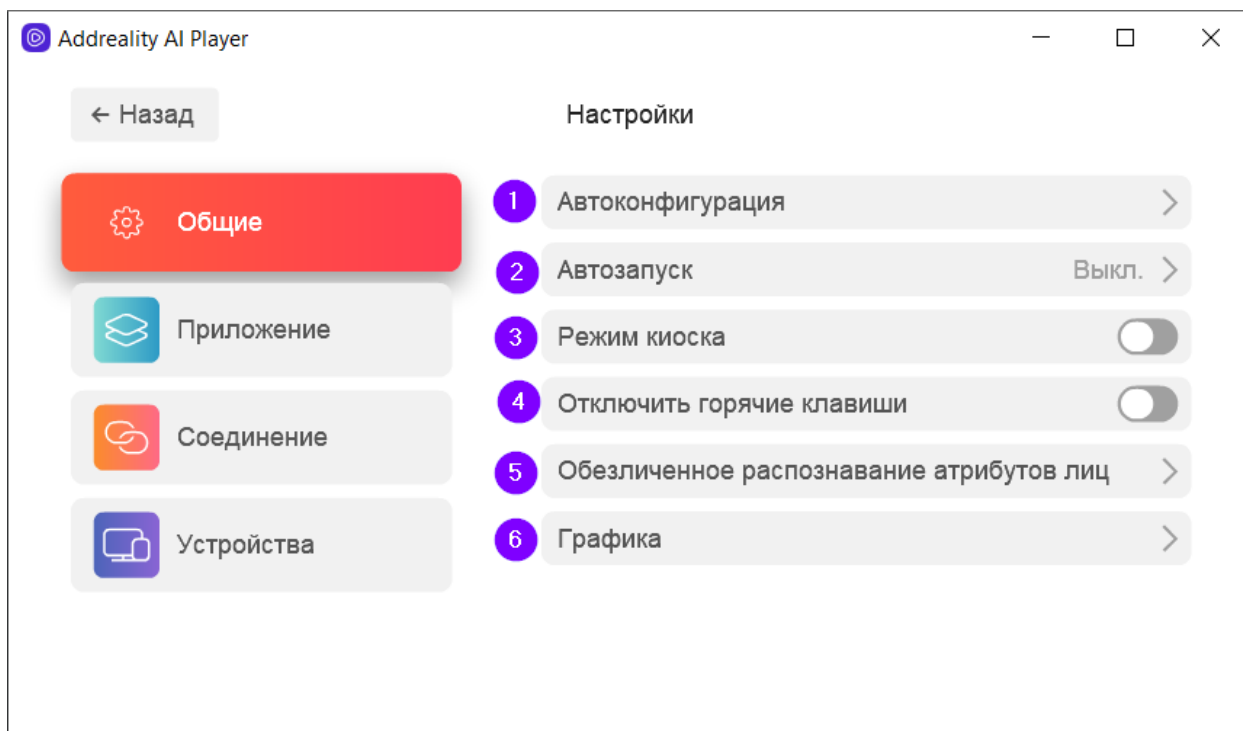 Addreality AI Player
← Назад
Настройки
Общие
Приложение
Соединение
Устройства
1 Автоконфигурация
2 Автозапуск Выкл.
3 Режим киоска
4 Отключить горячие клавиши
5 Обезличенное распознавание атрибутов лиц
6 Графика